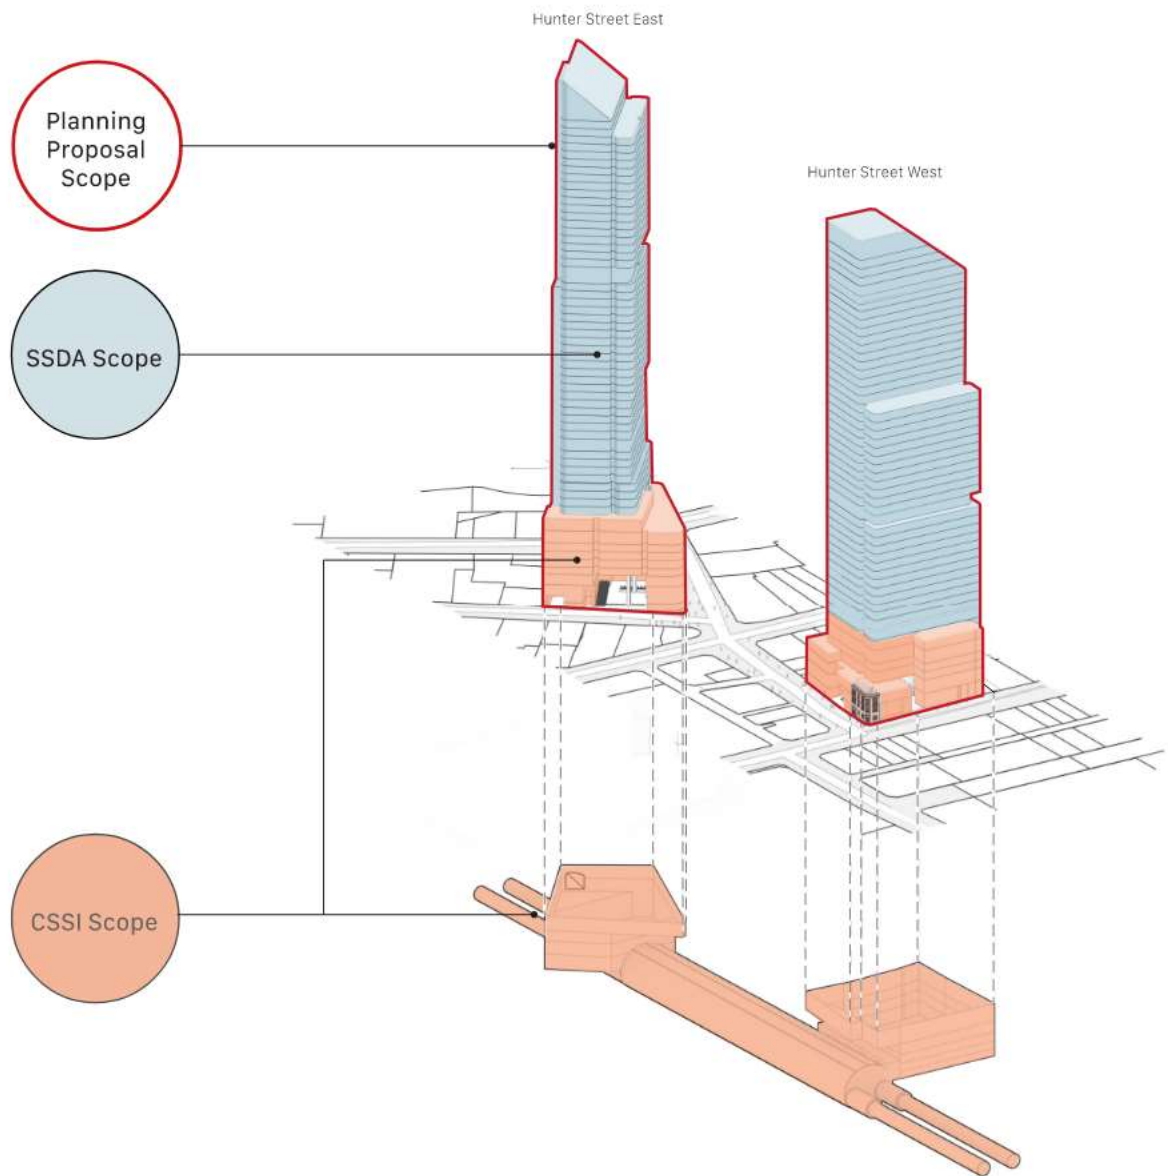 Hunter Street East
Planning
Proposal
Scope
Hunter Street West
SSDA Scope
CSSI Scope